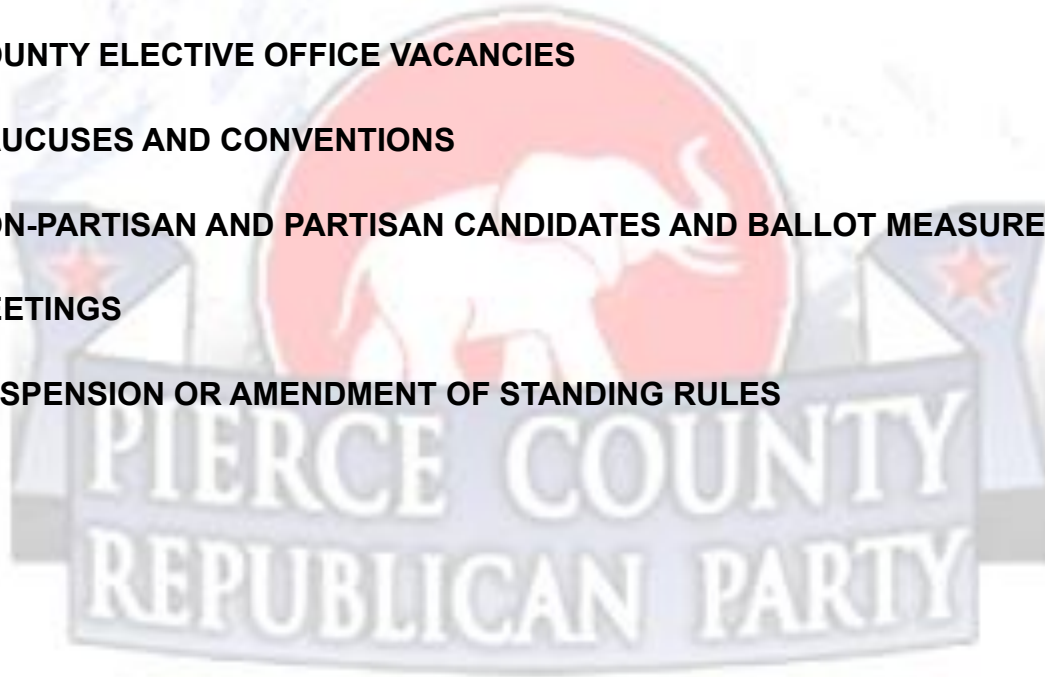 OUNTY ELECTIVE OFFICE VACANCIES
AUCUSES AND CONVENTIONS
ON-PARTISAN AND PARTISAN CANDIDATES AND BALLOT MEASURE
EETINGS
SPENSION OR AMENDMENT OF STANDING RULES
PIERCE COUNTY
REPUBLICAN PARTY